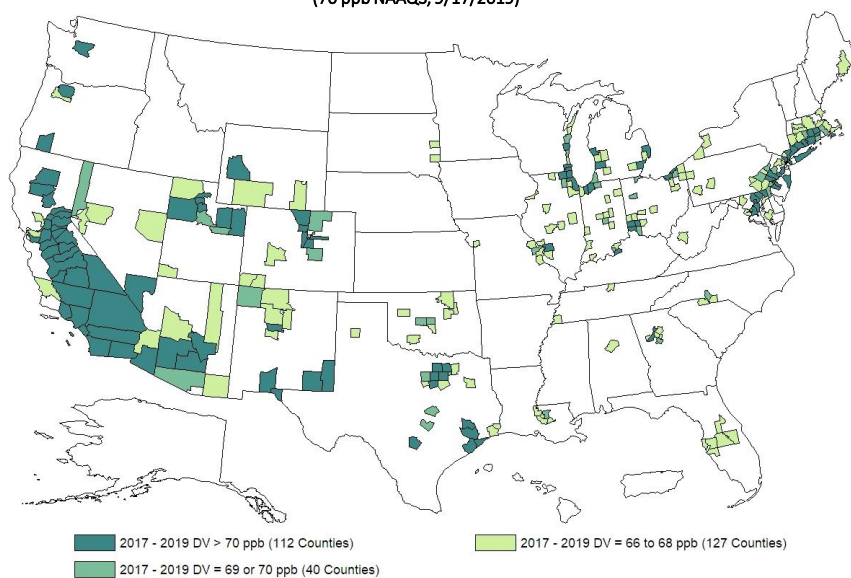 (70 ppb NAAQS,
2017 - 2019 DV > 70 ppb (112 Counties)
2017 - 2019 DV = 69 or 70 ppb (40 Counties)
2017 - 2019 DV = 66 to 68 ppb (127 Counties)